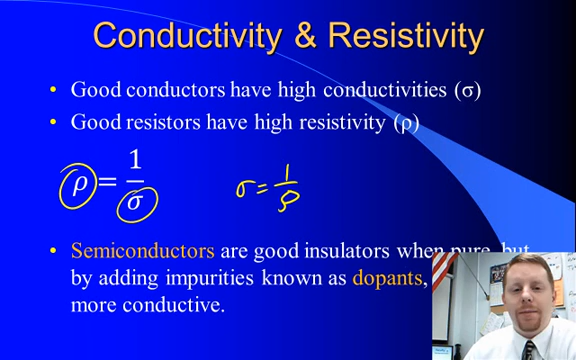 Conductivity & Resistivity
• Good conductors have high conductivities (σ)
• Good resistors have high resistivity (ρ)
ρ = 1/σ
σ = 1/ρ
• Semiconductors are good insulators when pure, but
by adding impurities known as dopants,
more conductive.